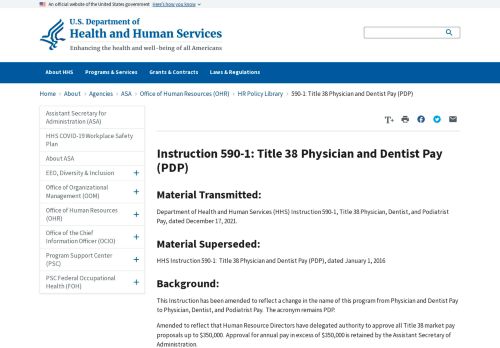 An official website of the United States government Here's how you know
U.S. Department of
Health and Human Services
Enhancing the health and well-being of all Americans
About HHS
Programs & Services
Grants & Contracts
Laws & Regulations
Home > About > Agencies > ASA > Office of Human Resources (OHR) > HR Policy Library > 590-1: Title 38 Physician and Dentist Pay (PDP)
Assistant Secretary for
Administration (ASA)
HHS COVID-19 Workplace Safety
Plan
About ASA
EEO, Diversity & Inclusion +
Office of Organizational
Management (OOM) +
Office of Human Resources
(OHR) +
Office of the Chief
Information Officer (OCIO) +
Program Support Center
(PSC) +
PSC Federal Occupational
Health (FOH) +
T+
Instruction 590-1: Title 38 Physician and Dentist Pay
(PDP)
Material Transmitted:
Department of Health and Human Services (HHS) Instruction 590-1, Title 38 Physician, Dentist, and Podiatrist
Pay, dated December 17, 2021.
Material Superseded:
HHS Instruction 590-1: Title 38 Physician and Dentist Pay (PDP), dated January 1, 2016
Background:
This Instruction has been amended to reflect a change in the name of this program from Physician and Dentist Pay
to Physician, Dentist, and Podiatrist Pay. The acronym remains PDP.
Amended to reflect that Human Resource Directors have delegated authority to approve all Title 38 market pay
proposals up to $350,000. Approval for annual pay in excess of $350,000 is retained by the Assistant Secretary of
Administration.